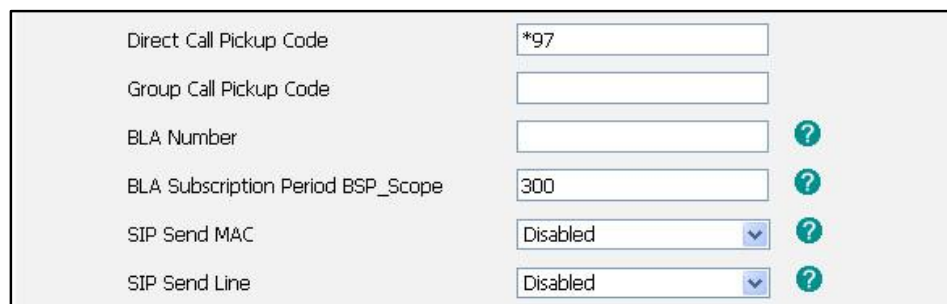 Direct Call Pickup Code *97
Group Call Pickup Code
BLA Number ?
BLA Subscription Period BSP_Scope 300 ?
SIP Send MAC Disabled ?
SIP Send Line Disabled ?